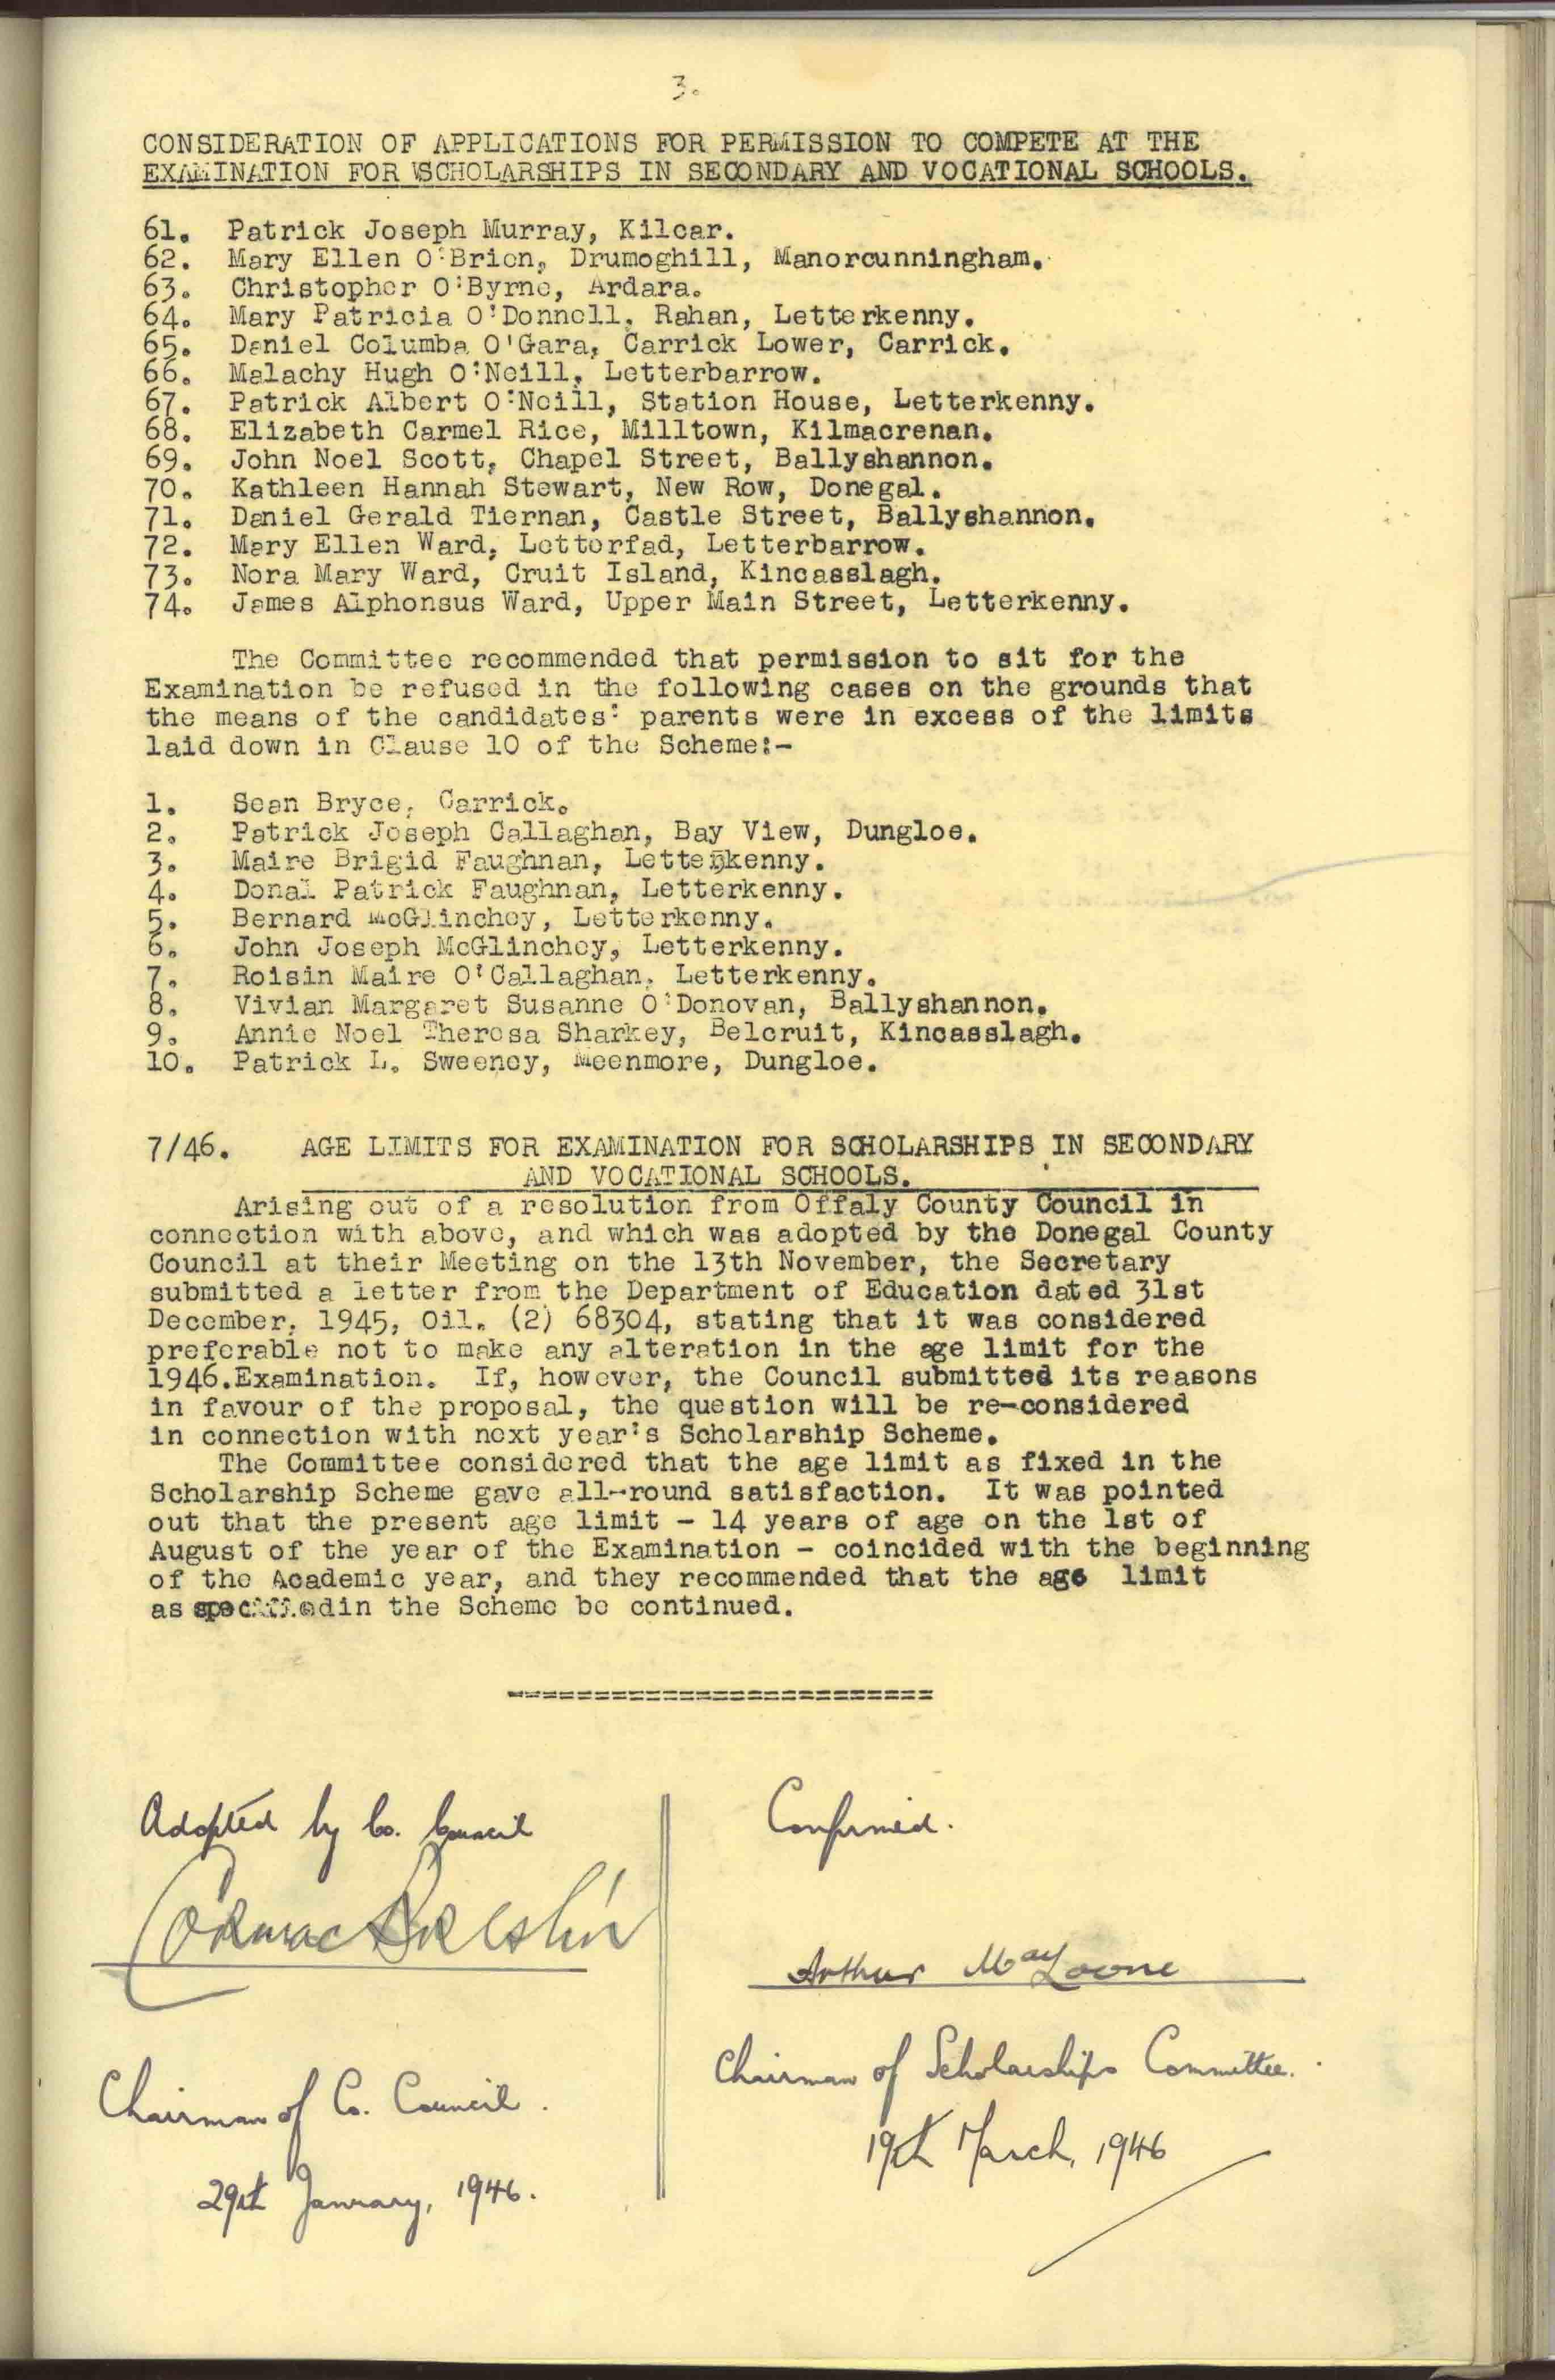 3.
CONSIDERATION OF APPLICATIONS FOR PERMISSION TO COMPETE AT THE
EXAMINATION FOR SCHOLARSHIPS IN SECONDARY AND VOCATIONAL SCHOOLS.
61. Patrick Joseph Murray, Kilcar.
62. Mary Ellen O'Brien, Drumoghill, Manorcunningham.
63. Christopher O'Byrne, Ardara.
64. Mary Patricia O'Donnell, Rahan, Letterkenny.
65. Daniel Columba O'Gara, Carrick Lower, Carrick.
66. Malachy Hugh O'Neill, Letterbarrow.
67. Patrick Albert O'Neill, Station House, Letterkenny.
68. Elizabeth Carmel Rice, Milltown, Kilmacrenan.
69. John Noel Scott, Chapel Street, Ballyshannon.
70. Kathleen Hannah Stewart, New Row, Donegal.
71. Daniel Gerald Tiernan, Castle Street, Ballyshannon.
72. Mary Ellen Ward, Letterfad, Letterbarrow.
73. Nora Mary Ward, Cruit Island, Kincasslagh.
74. James Alphonsus Ward, Upper Main Street, Letterkenny.
The Committee recommended that permission to sit for the
Examination be refused in the following cases on the grounds that
the means of the candidates' parents were in excess of the limits
laid down in Clause 10 of the Scheme:-
1. Sean Bryce, Carrick.
2. Patrick Joseph Callaghan, Bay View, Dungloe.
3. Maire Brigid Faughnan, Letterkenny.
4. Donal Patrick Faughnan, Letterkenny.
5. Bernard McGlinchey, Letterkenny.
6. John Joseph McGlinchey, Letterkenny.
7. Roisin Maire O'Callaghan, Letterkenny.
8. Vivian Margaret Susanne O'Donovan, Ballyshannon.
9. Annie Noel Theresa Sharkey, Belcruit, Kincasslagh.
10. Patrick L. Sweeney, Meenmore, Dungloe.
7/46. AGE LIMITS FOR EXAMINATION FOR SCHOLARSHIPS IN SECONDARY
AND VOCATIONAL SCHOOLS.
Arising out of a resolution from Offaly County Council in
connection with above, and which was adopted by the Donegal County
Council at their Meeting on the 13th November, the Secretary
submitted a letter from the Department of Education dated 31st
December, 1945, Oil. (2) 68304, stating that it was considered
preferable not to make any alteration in the age limit for the
1946.Examination. If, however, the Council submitted its reasons
in favour of the proposal, the question will be re-considered
in connection with next year's Scholarship Scheme.
The Committee considered that the age limit as fixed in the
Scholarship Scheme gave all-round satisfaction. It was pointed
out that the present age limit - 14 years of age on the 1st of
August of the year of the Examination - coincided with the beginning
of the Academic year, and they recommended that the age limit
as specified in the Scheme be continued.
=========================
Adopted by Co. Council
Cormac Breslin
Chairman of Co. Council.
29th January, 1946.
Confirmed.
Arthur MacLoone
Chairman of Scholarships Committee.
19th March, 1946